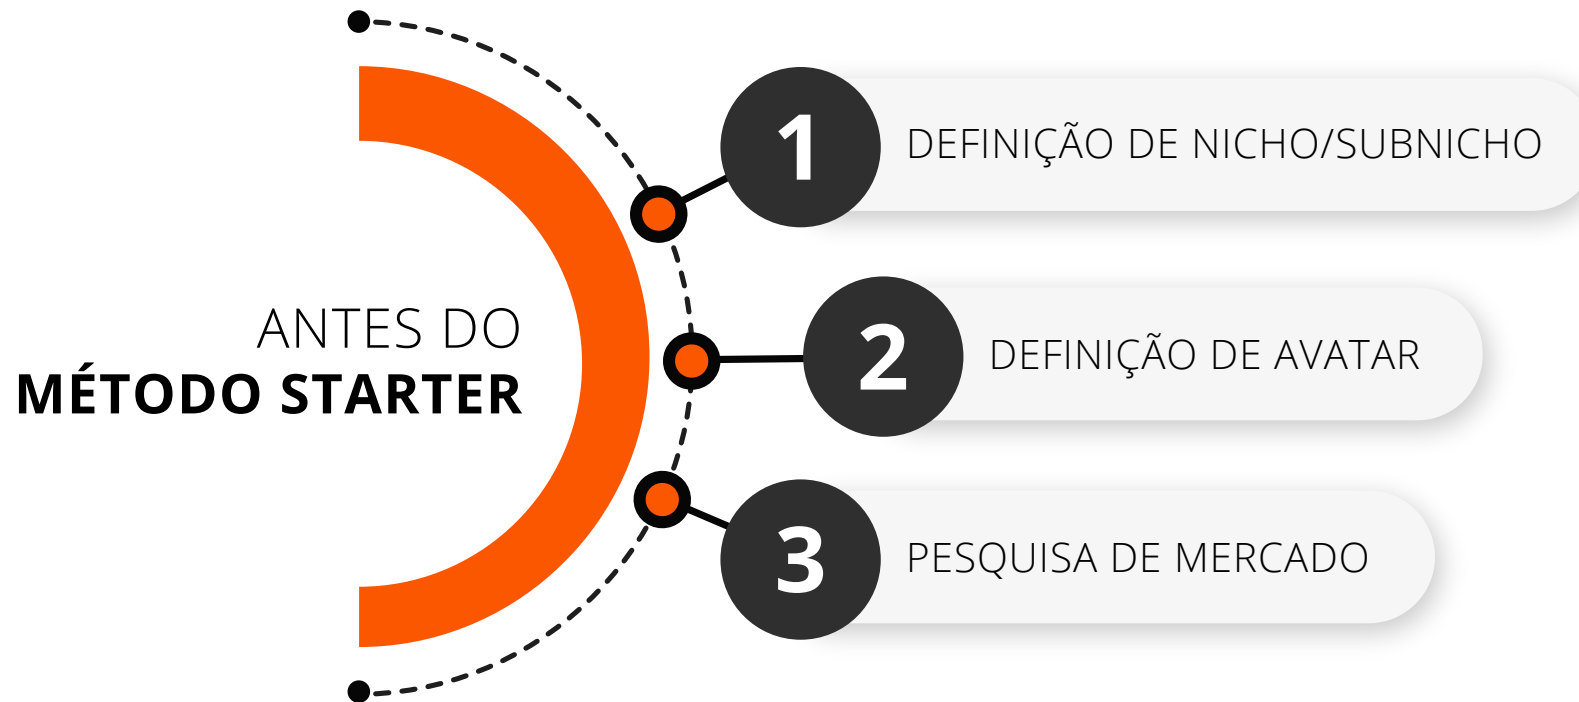 ANTES DO
MÉTODO STARTER
1
DEFINIÇÃO DE NICHO/SUBNICHO
2
DEFINIÇÃO DE AVATAR
3
PESQUISA DE MERCADO